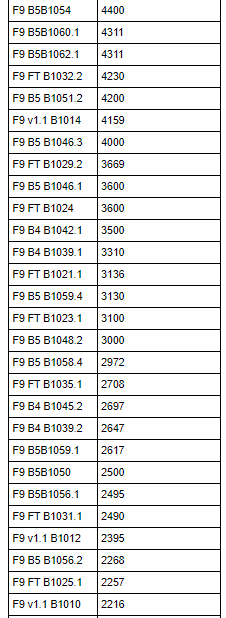 F9 B5B1054 4400
F9 B5B1060.1 4311
F9 B5B1062.1 4311
F9 FT B1032.2 4230
F9 B5 B1051.2 4200
F9 v1.1 B1014 4159
F9 B5 B1046.3 4000
F9 FT B1029.2 3669
F9 B5 B1046.1 3600
F9 FT B1024 3600
F9 B4 B1042.1 3500
F9 B4 B1039.1 3310
F9 FT B1021.1 3136
F9 B5 B1059.4 3130
F9 FT B1023.1 3100
F9 B5 B1048.2 3000
F9 B5 B1058.4 2972
F9 FT B1035.1 2708
F9 B4 B1045.2 2697
F9 B4 B1039.2 2647
F9 B5B1059.1 2617
F9 B5B1050 2500
F9 B5B1056.1 2495
F9 FT B1031.1 2490
F9 v1.1 B1012 2395
F9 B5 B1056.2 2268
F9 FT B1025.1 2257
F9 v1.1 B1010 2216